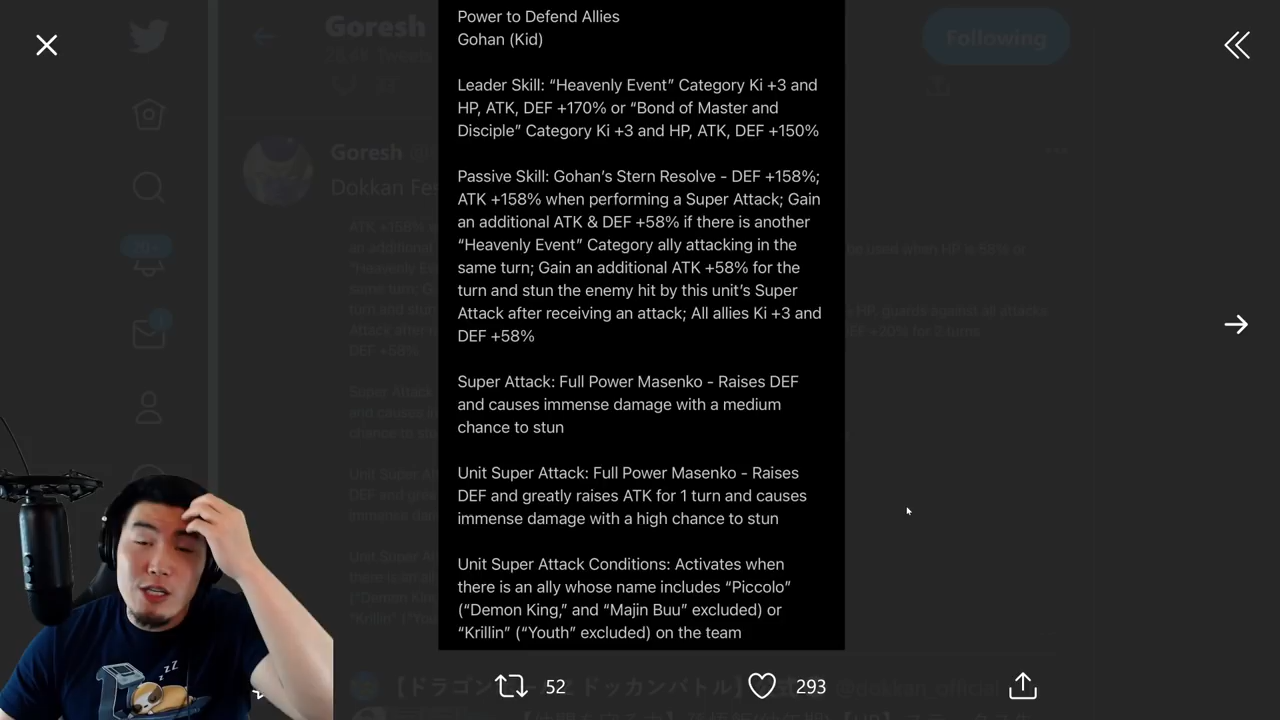 Power to Defend Allies
Gohan (Kid)
Leader Skill: “Heavenly Event” Category Ki +3 and
HP, ATK, DEF +170% or “Bond of Master and
Disciple” Category Ki +3 and HP, ATK, DEF +150%
Passive Skill: Gohan’s Stern Resolve - DEF +158%;
ATK +158% when performing a Super Attack; Gain
an additional ATK & DEF +58% if there is another
“Heavenly Event” Category ally attacking in the
same turn; Gain an additional ATK +58% for the
turn and stun the enemy hit by this unit’s Super
Attack after receiving an attack; All allies Ki +3 and
DEF +58%
Super Attack: Full Power Masenko - Raises DEF
and causes immense damage with a medium
chance to stun
Unit Super Attack: Full Power Masenko - Raises
DEF and greatly raises ATK for 1 turn and causes
immense damage with a high chance to stun
Unit Super Attack Conditions: Activates when
there is an ally whose name includes “Piccolo”
(“Demon King,” and “Majin Buu” excluded) or
“Krillin” (“Youth” excluded) on the team
52
293
Goresh
Following
Goresh
Dokkan Fes